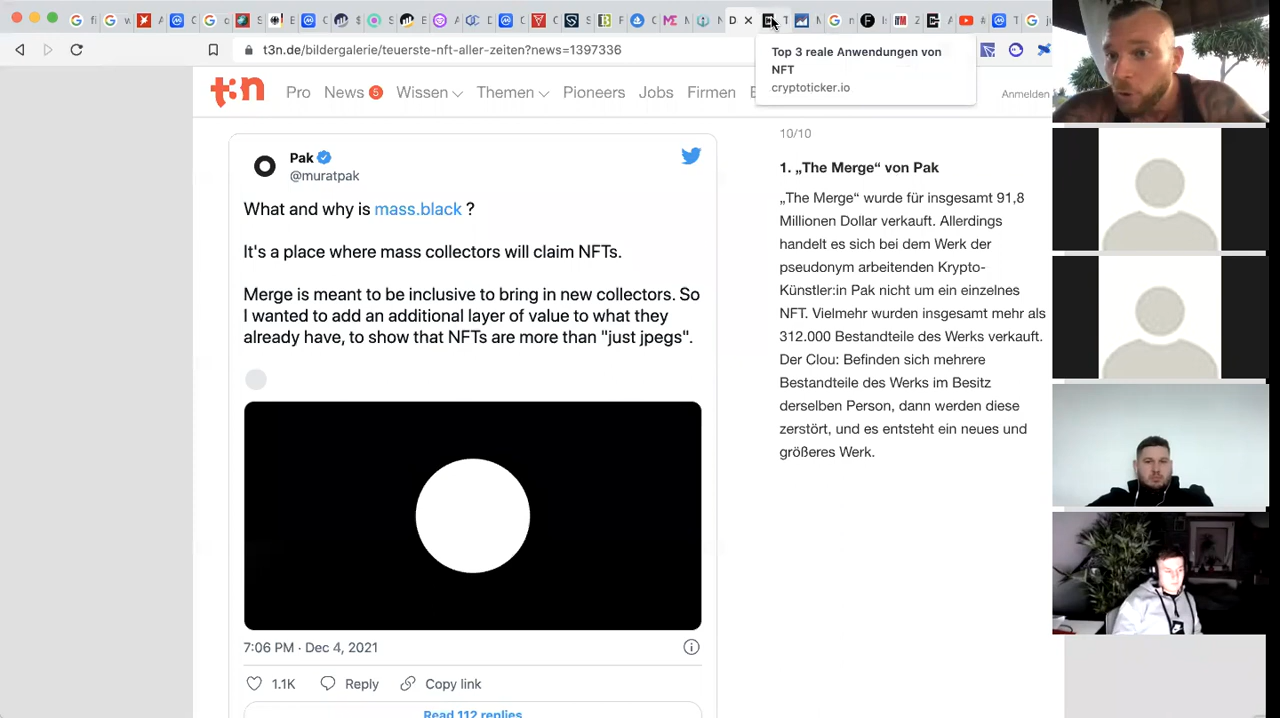 t3n.de/bildergalerie/teuerste-nft-aller-zeiten?news=1397336
Top 3 reale Anwendungen von
NFT
cryptoticker.io
t3n
Pro
News
5
Wissen
Themen
Pioneers
Jobs
Firmen
Anmelden
Pak
@muratpak
What and why is mass.black ?
It's a place where mass collectors will claim NFTs.
Merge is meant to be inclusive to bring in new collectors. So
I wanted to add an additional layer of value to what they
already have, to show that NFTs are more than "just jpegs".
7:06 PM · Dec 4, 2021
1.1K
Reply
Copy link
Read 112 replies
10/10
1. „The Merge“ von Pak
„The Merge“ wurde für insgesamt 91,8
Millionen Dollar verkauft. Allerdings
handelt es sich bei dem Werk der
pseudonym arbeitenden Krypto-
Künstler:in Pak nicht um ein einzelnes
NFT. Vielmehr wurden insgesamt mehr als
312.000 Bestandteile des Werks verkauft.
Der Clou: Befinden sich mehrere
Bestandteile des Werks im Besitz
derselben Person, dann werden diese
zerstört, und es entsteht ein neues und
größeres Werk.